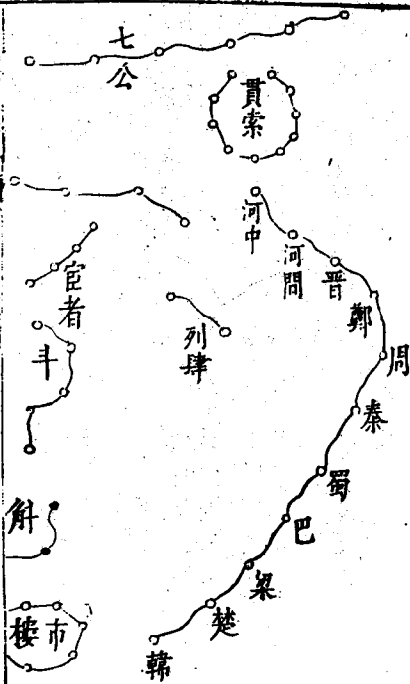 七公
貫索
河中
河間
晉
鄭
周
秦
蜀
巴
梁
楚
韓
列肆
宦者
斗
斛
市樓